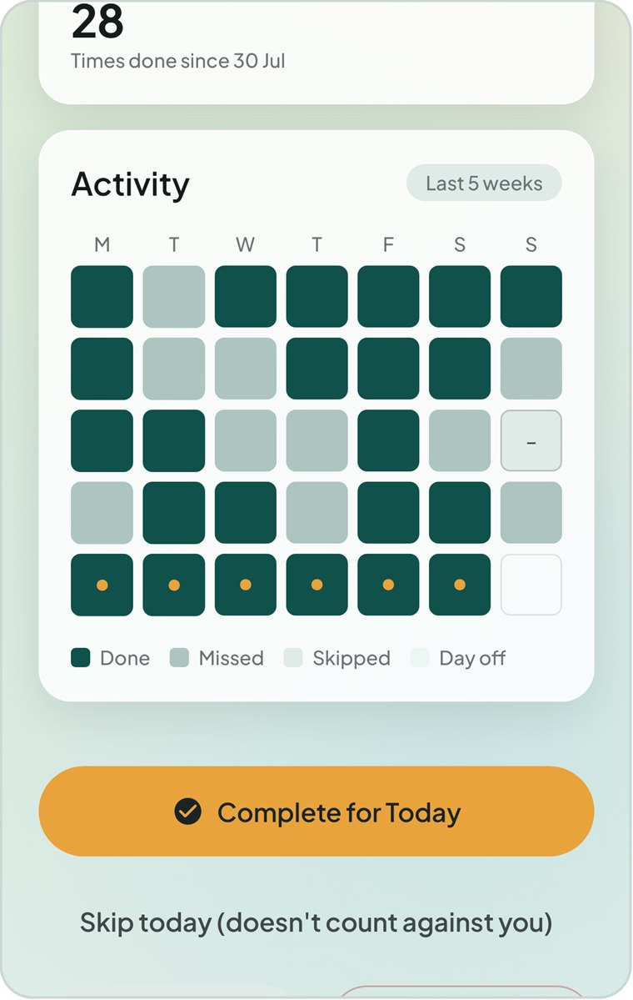 28
Times done since 30 Jul
Activity
Last 5 weeks
M T W T F S S
–
Done Missed Skipped Day off
Complete for Today
Skip today (doesn't count against you)